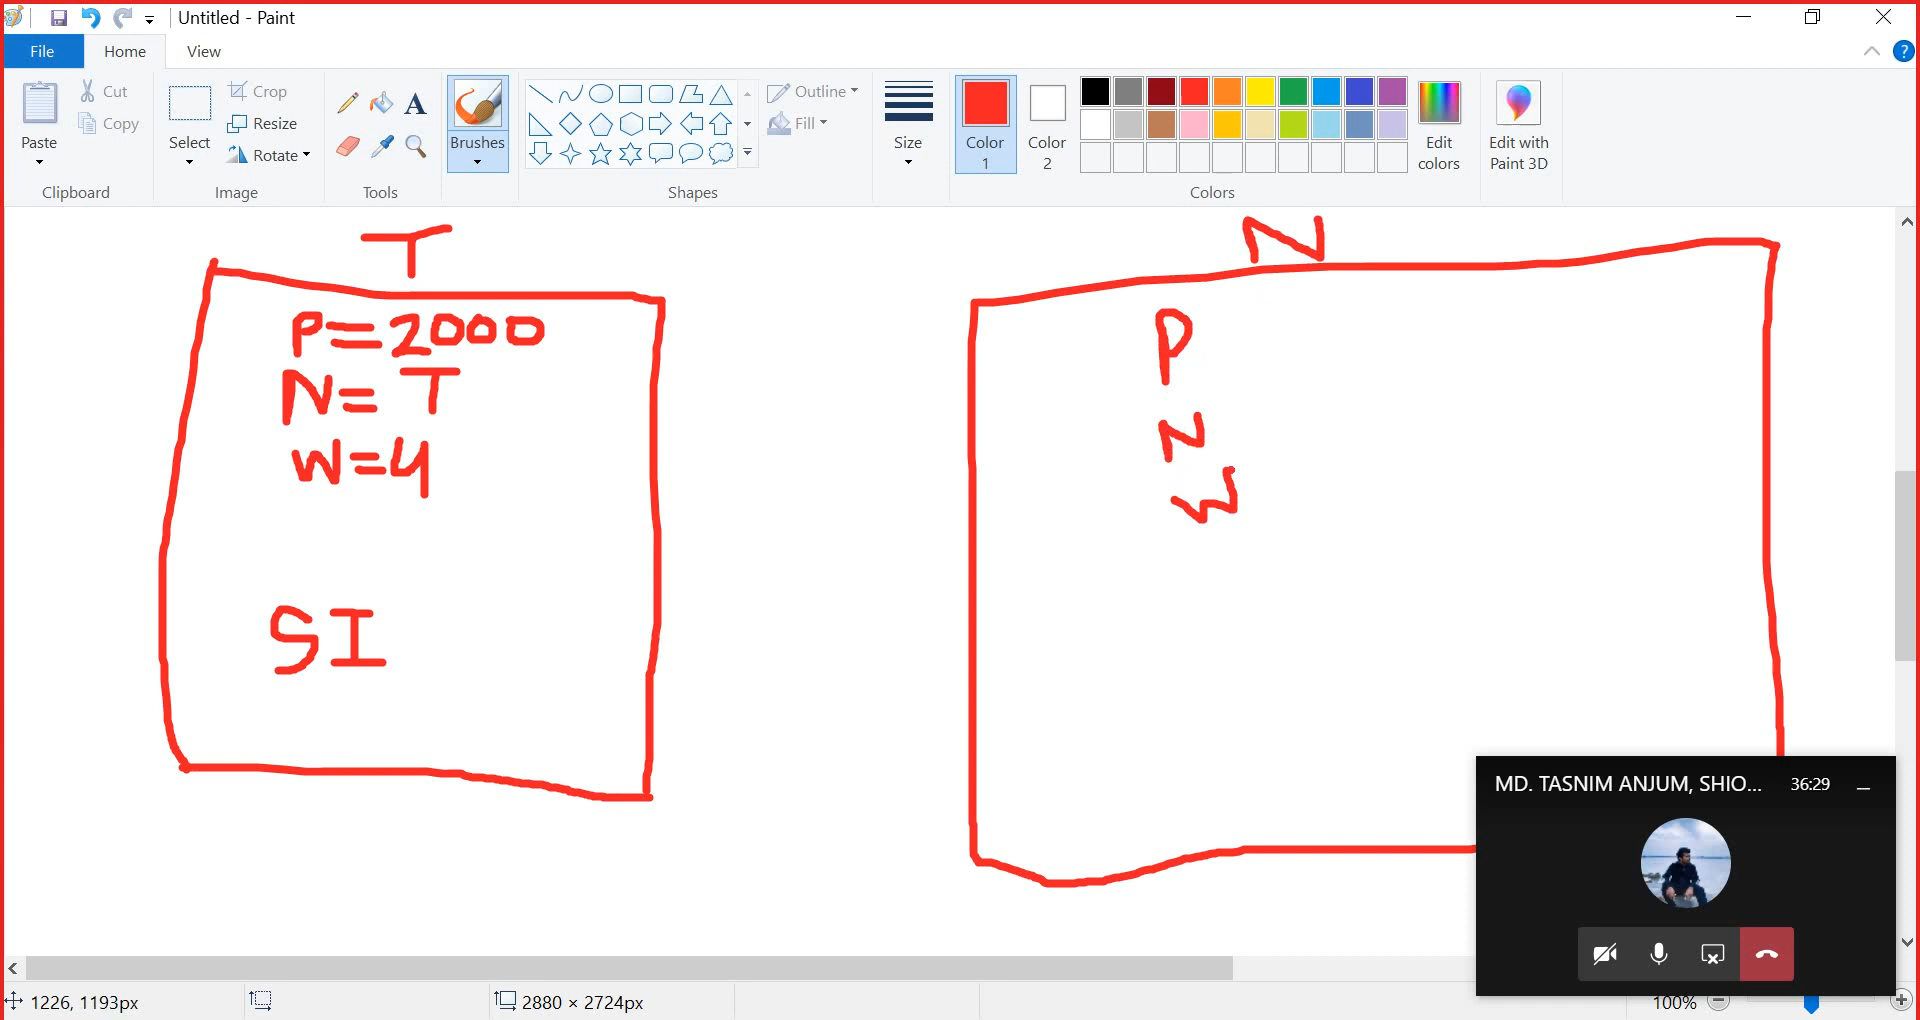 Untitled - Paint
File Home View
Paste
Cut
Copy
Clipboard
Select
Crop
Resize
Rotate
Image
A
Tools
Brushes
Shapes
Outline
Fill
Size
Color 1
Color 2
Colors
Edit colors
Edit with Paint 3D
?
T
P=2000
N=T
W=4
SI
N
P
N
W
MD. TASNIM ANJUM, SHIO... 36:29
1226, 1193px
2880 × 2724px
100%